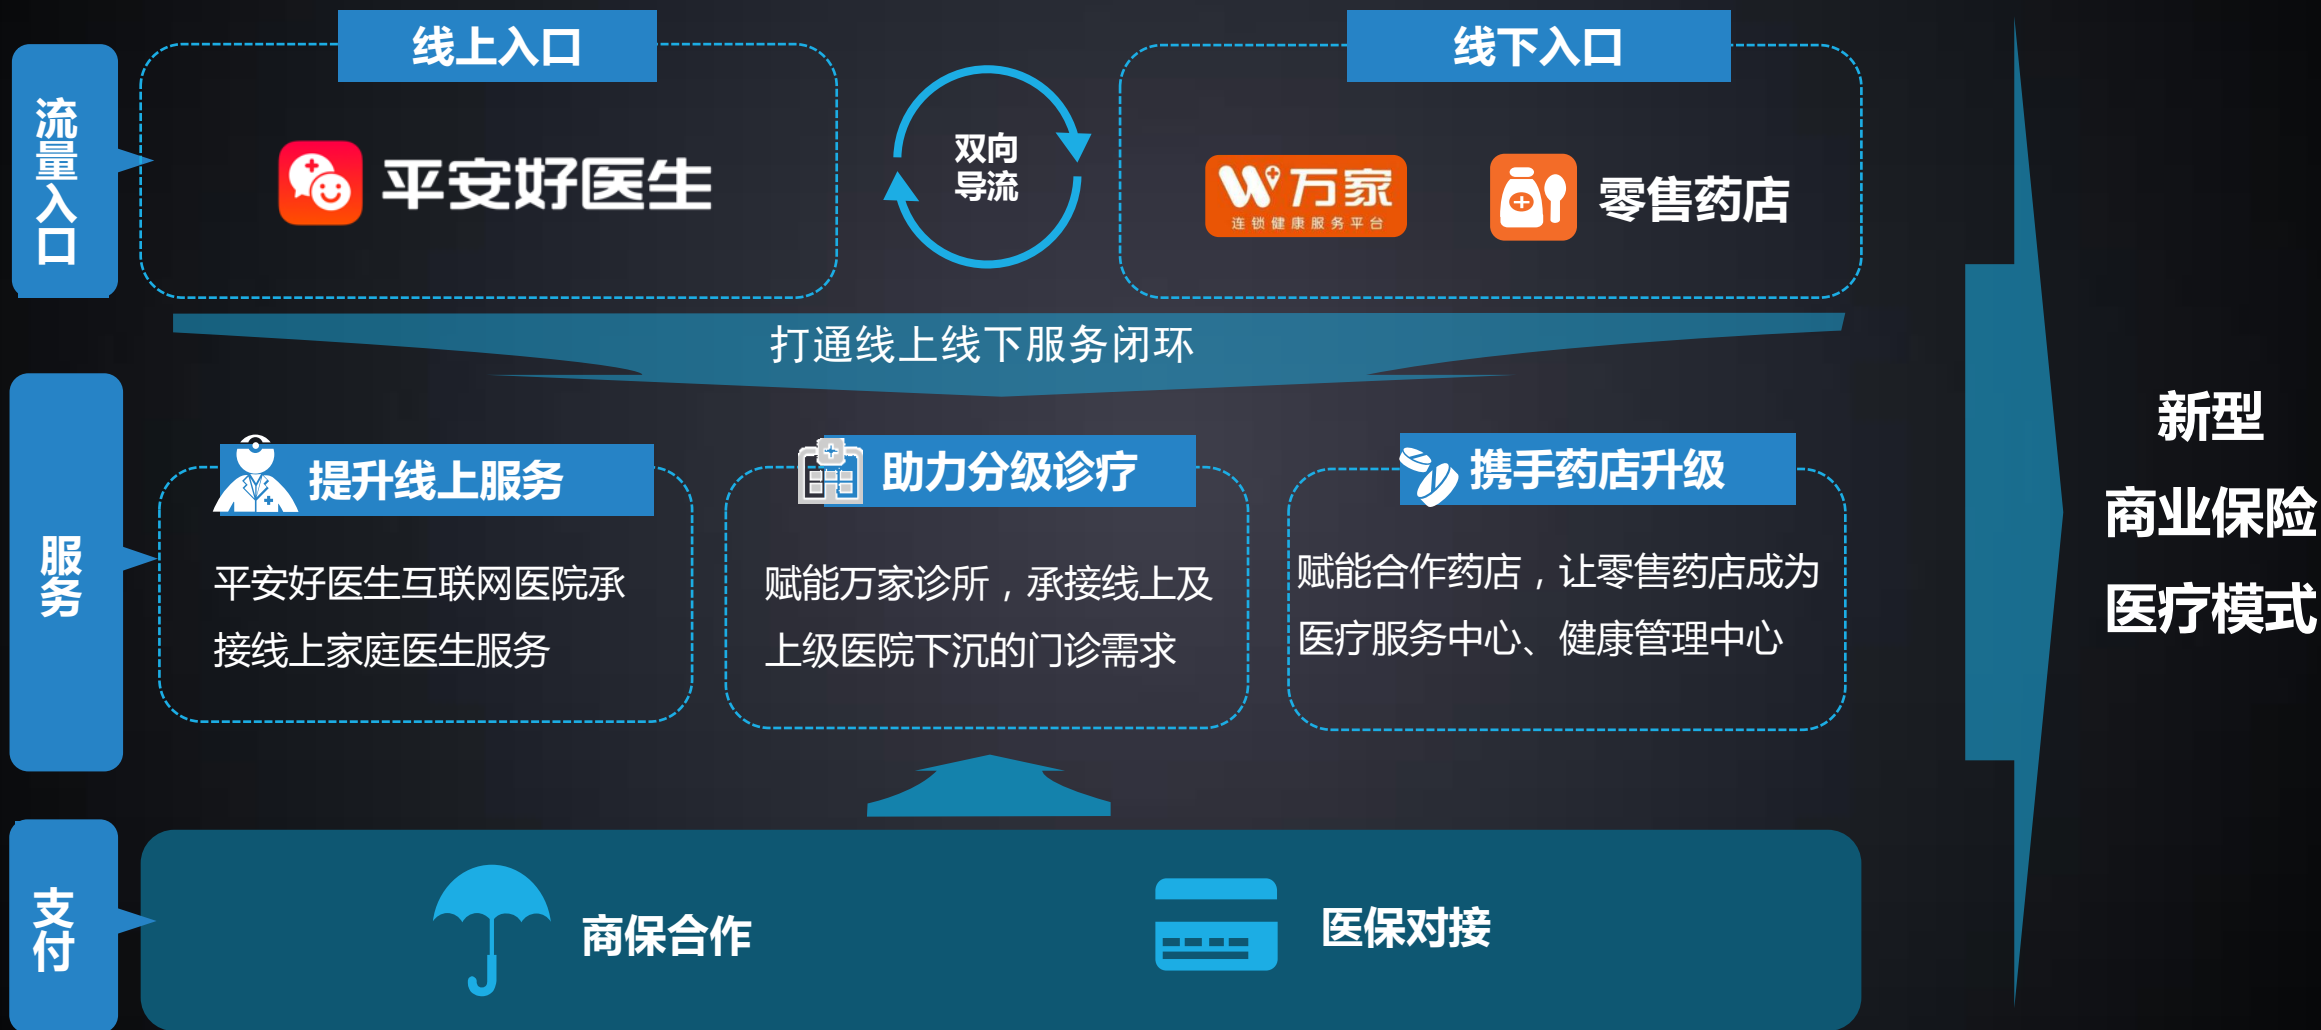 流量入口
线上入口
平安好医生
双向
导流
线下入口
万家
连锁健康服务平台
零售药店
打通线上线下服务闭环
服务
提升线上服务
平安好医生互联网医院承
接线上家庭医生服务
助力分级诊疗
赋能万家诊所，承接线上及
上级医院下沉的门诊需求
携手药店升级
赋能合作药店，让零售药店成为
医疗服务中心、健康管理中心
支付
商保合作
医保对接
新型
商业保险
医疗模式